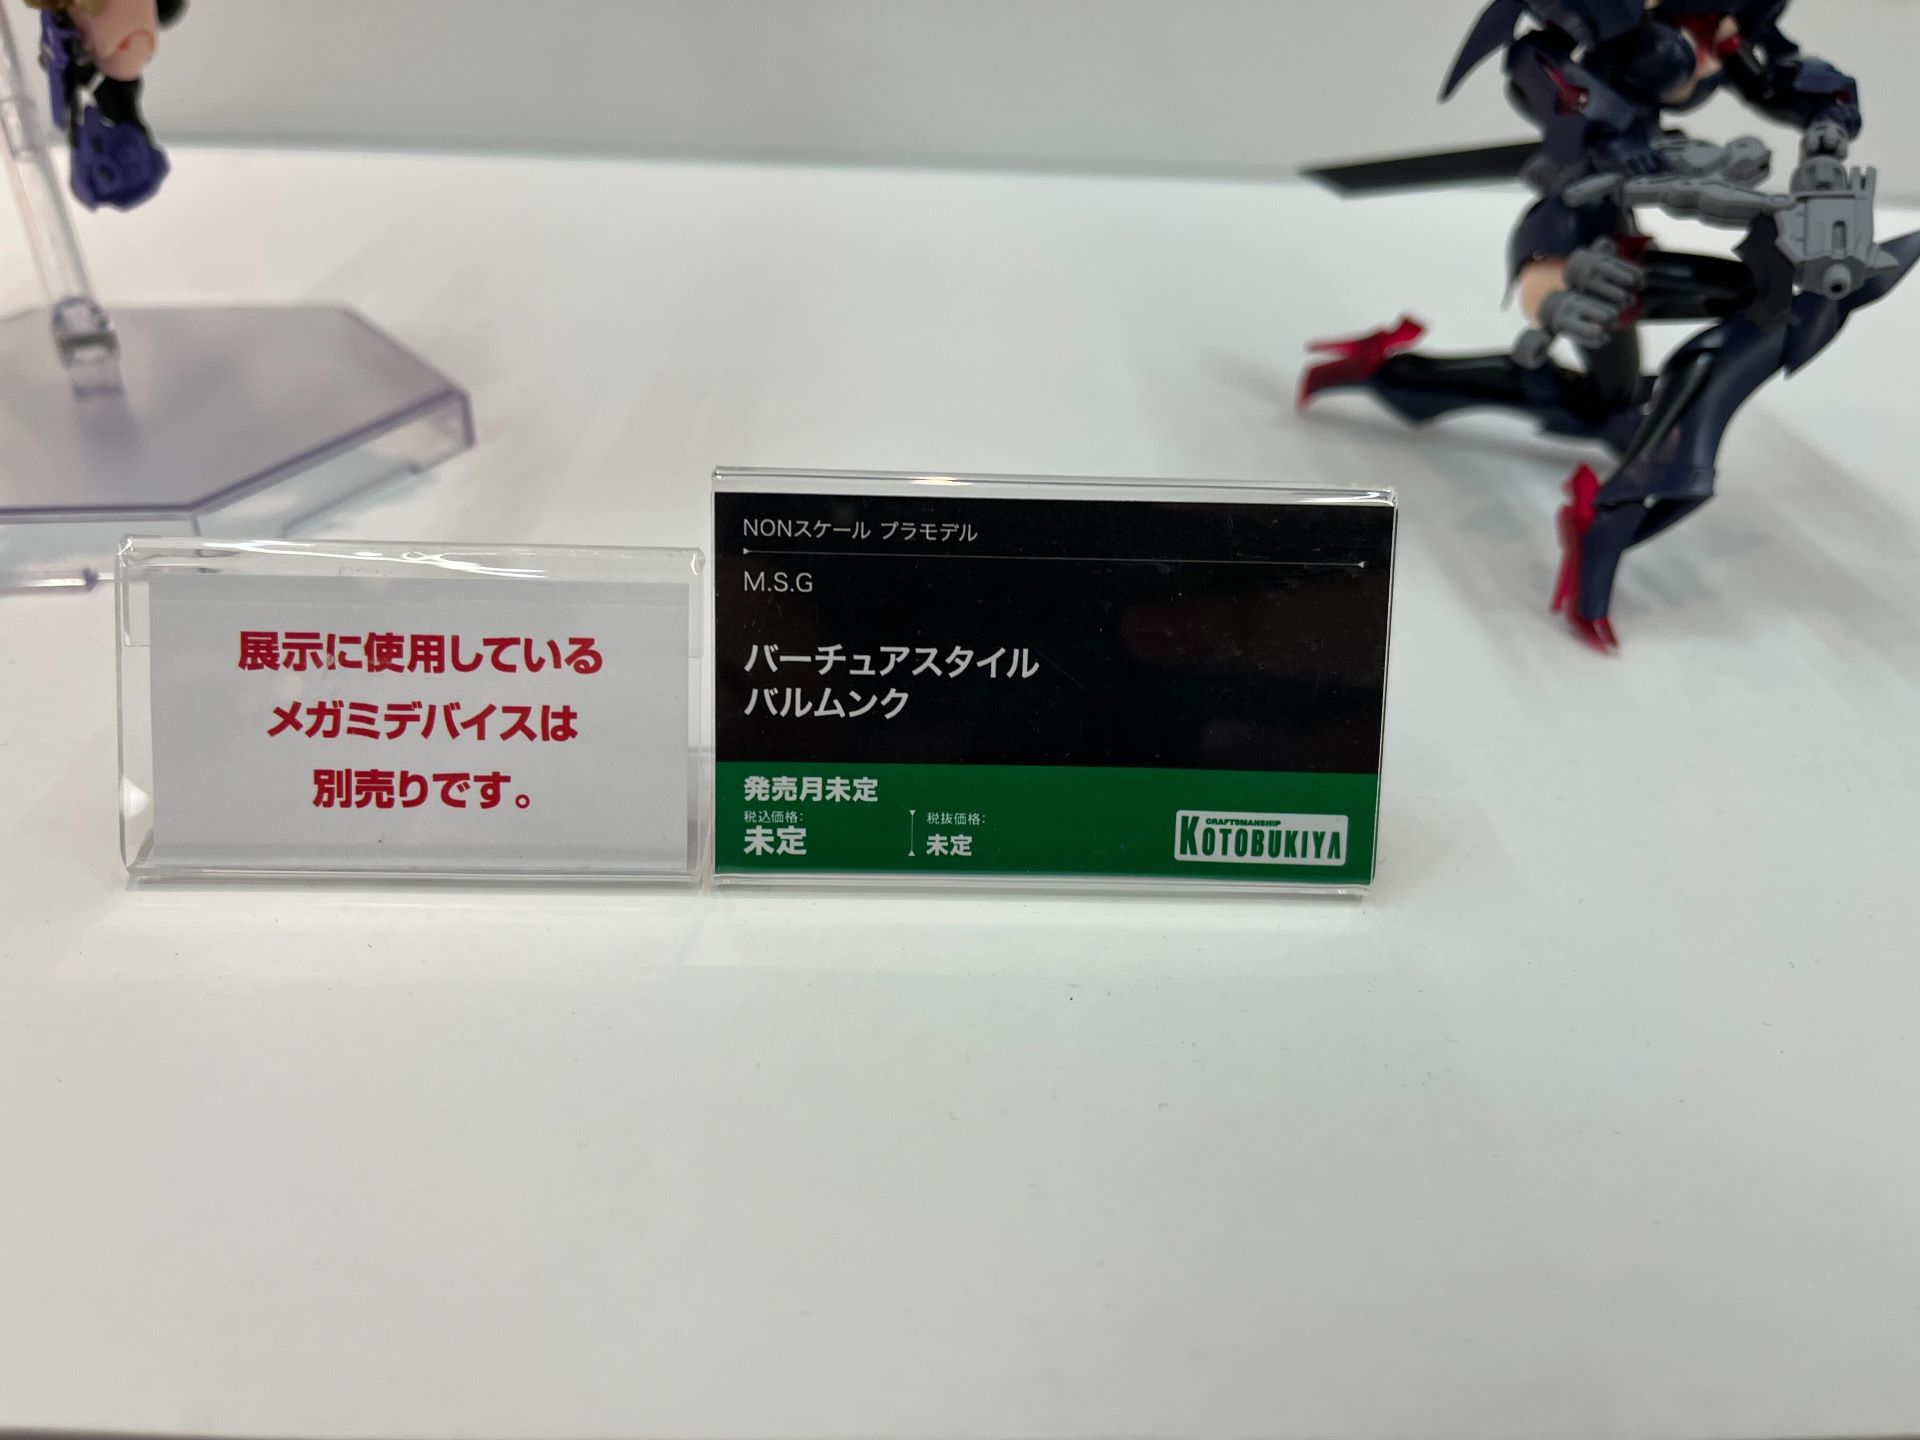 展示に使用している
メガミデバイスは
別売りです。
NONスケール プラモデル
M.S.G
バーチュアスタイル
バルムンク
発売月未定
税込価格:
未定
税抜価格:
未定
CRAFTSMANSHIP
KOTOBUKIYA